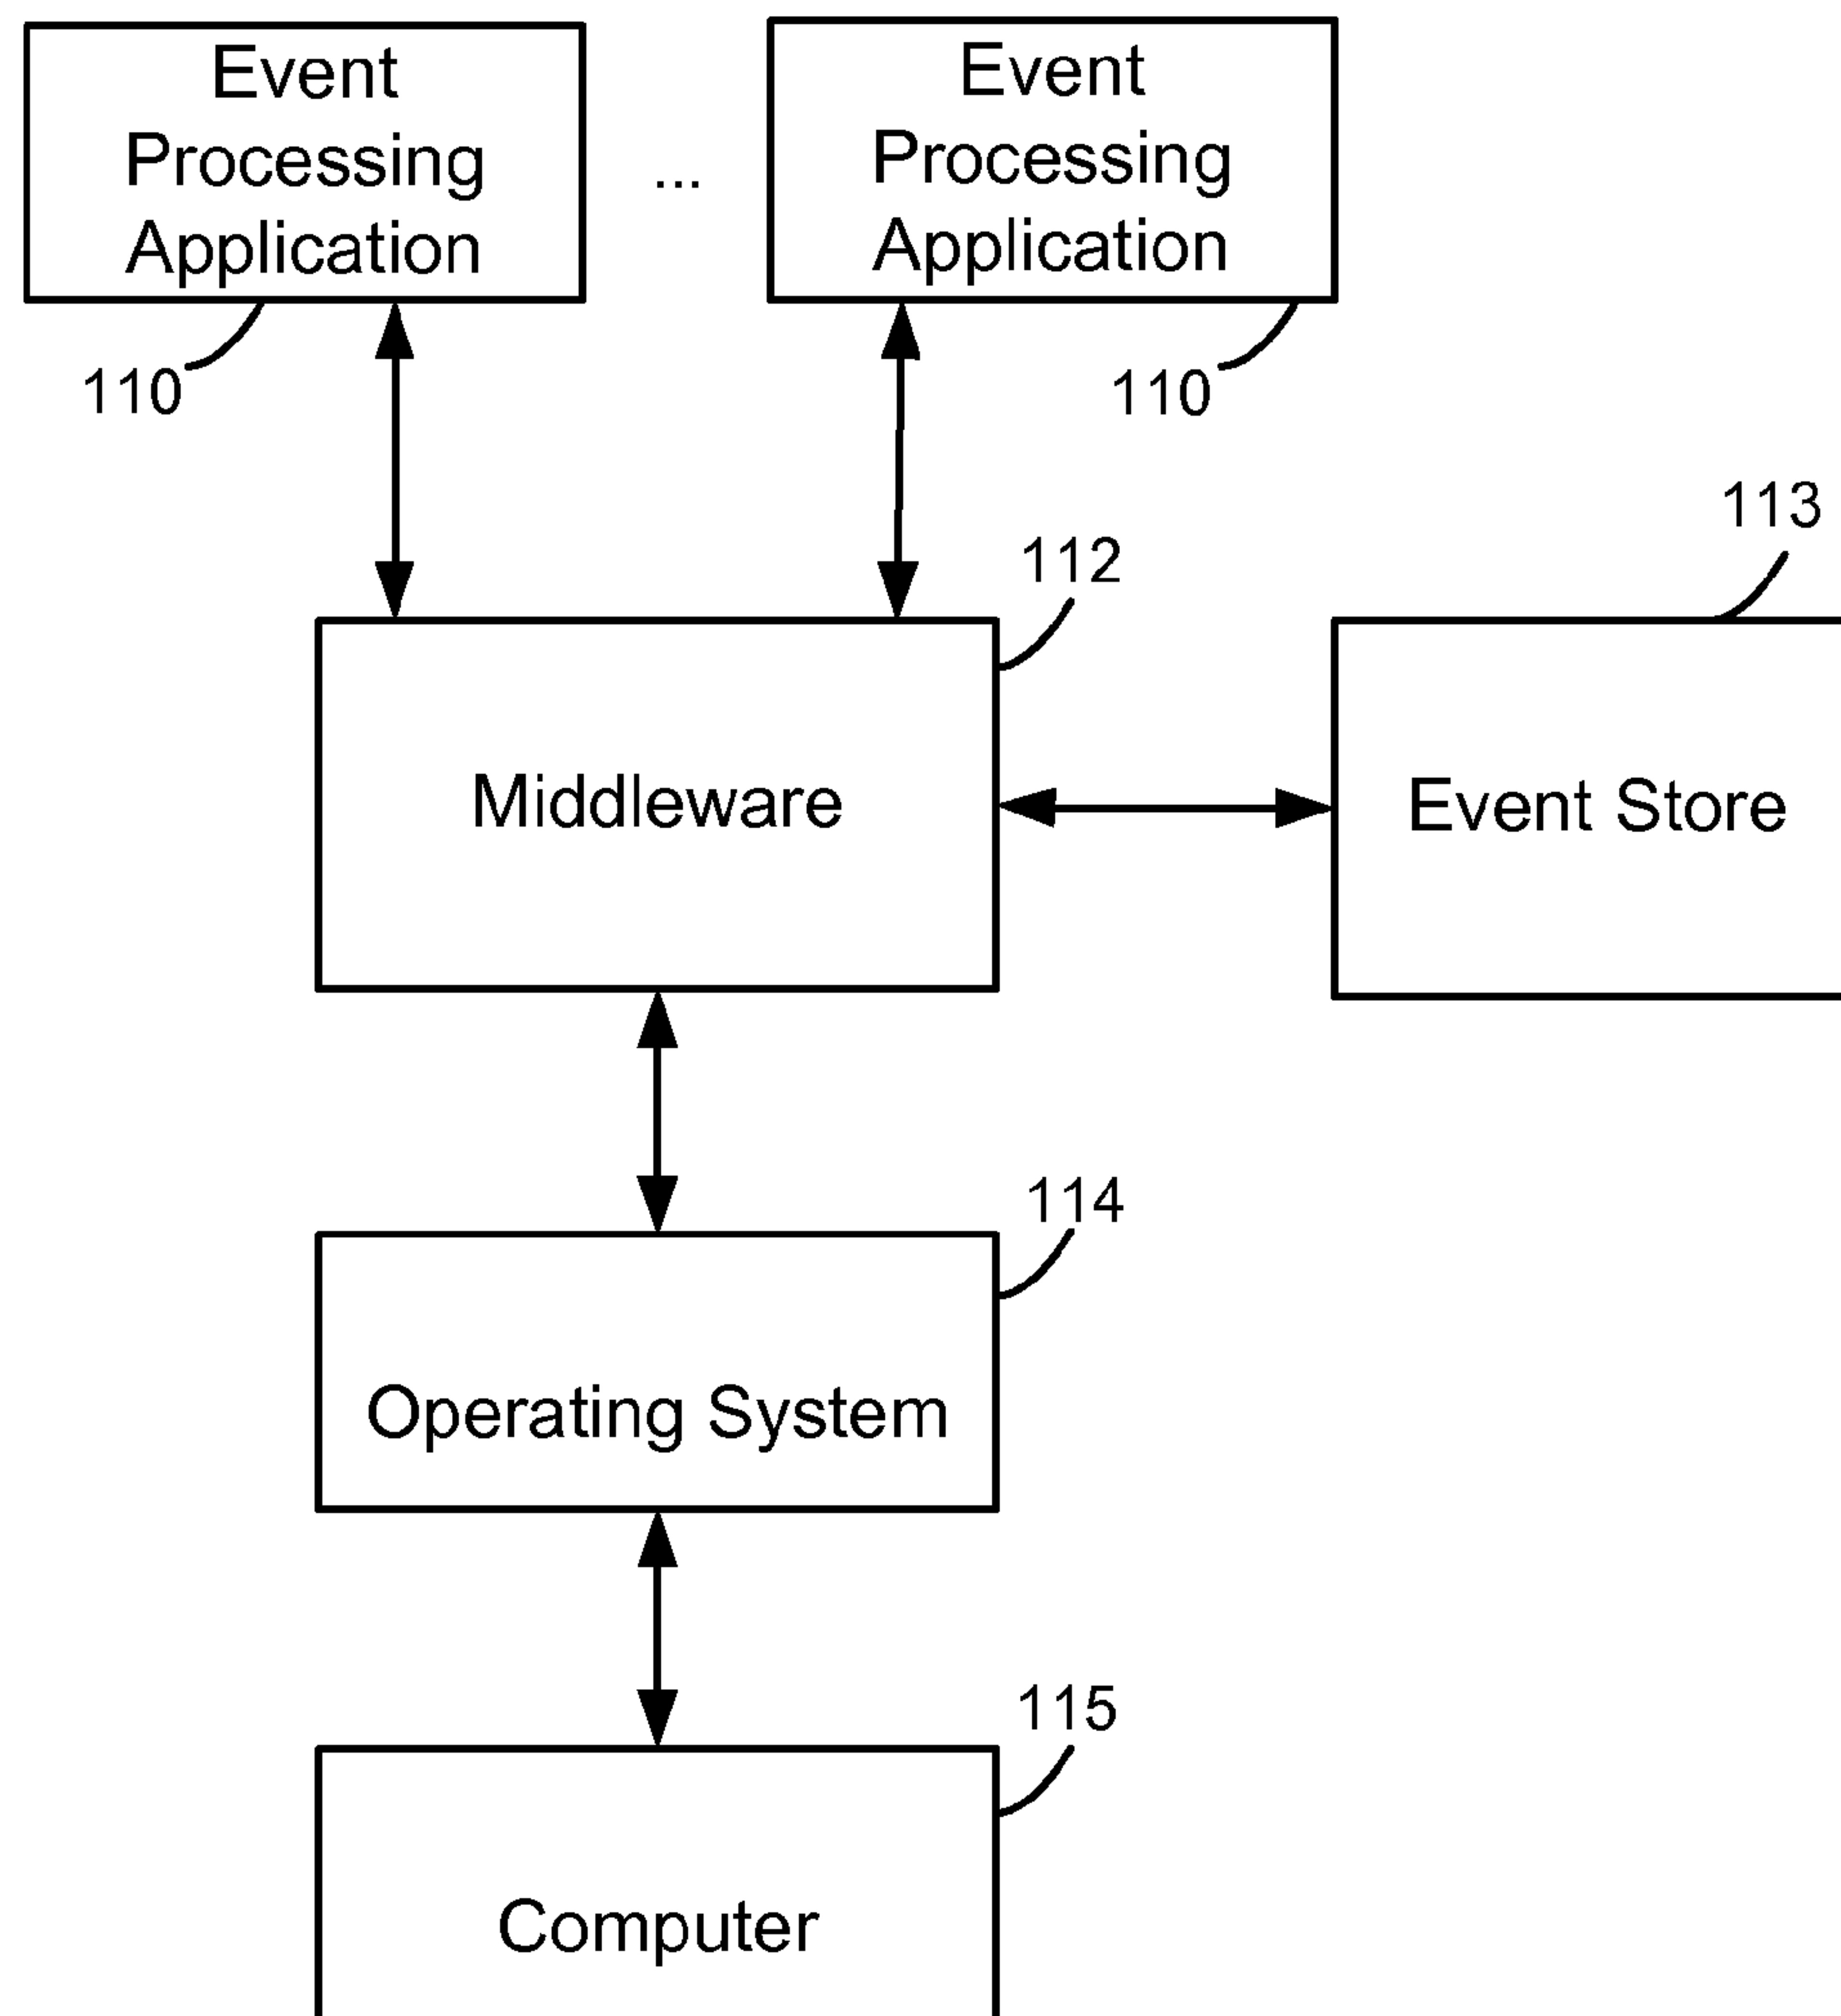 Event
Processing
Application
...
Event
Processing
Application
110
110
113
112
Middleware
Event Store
114
Operating System
115
Computer